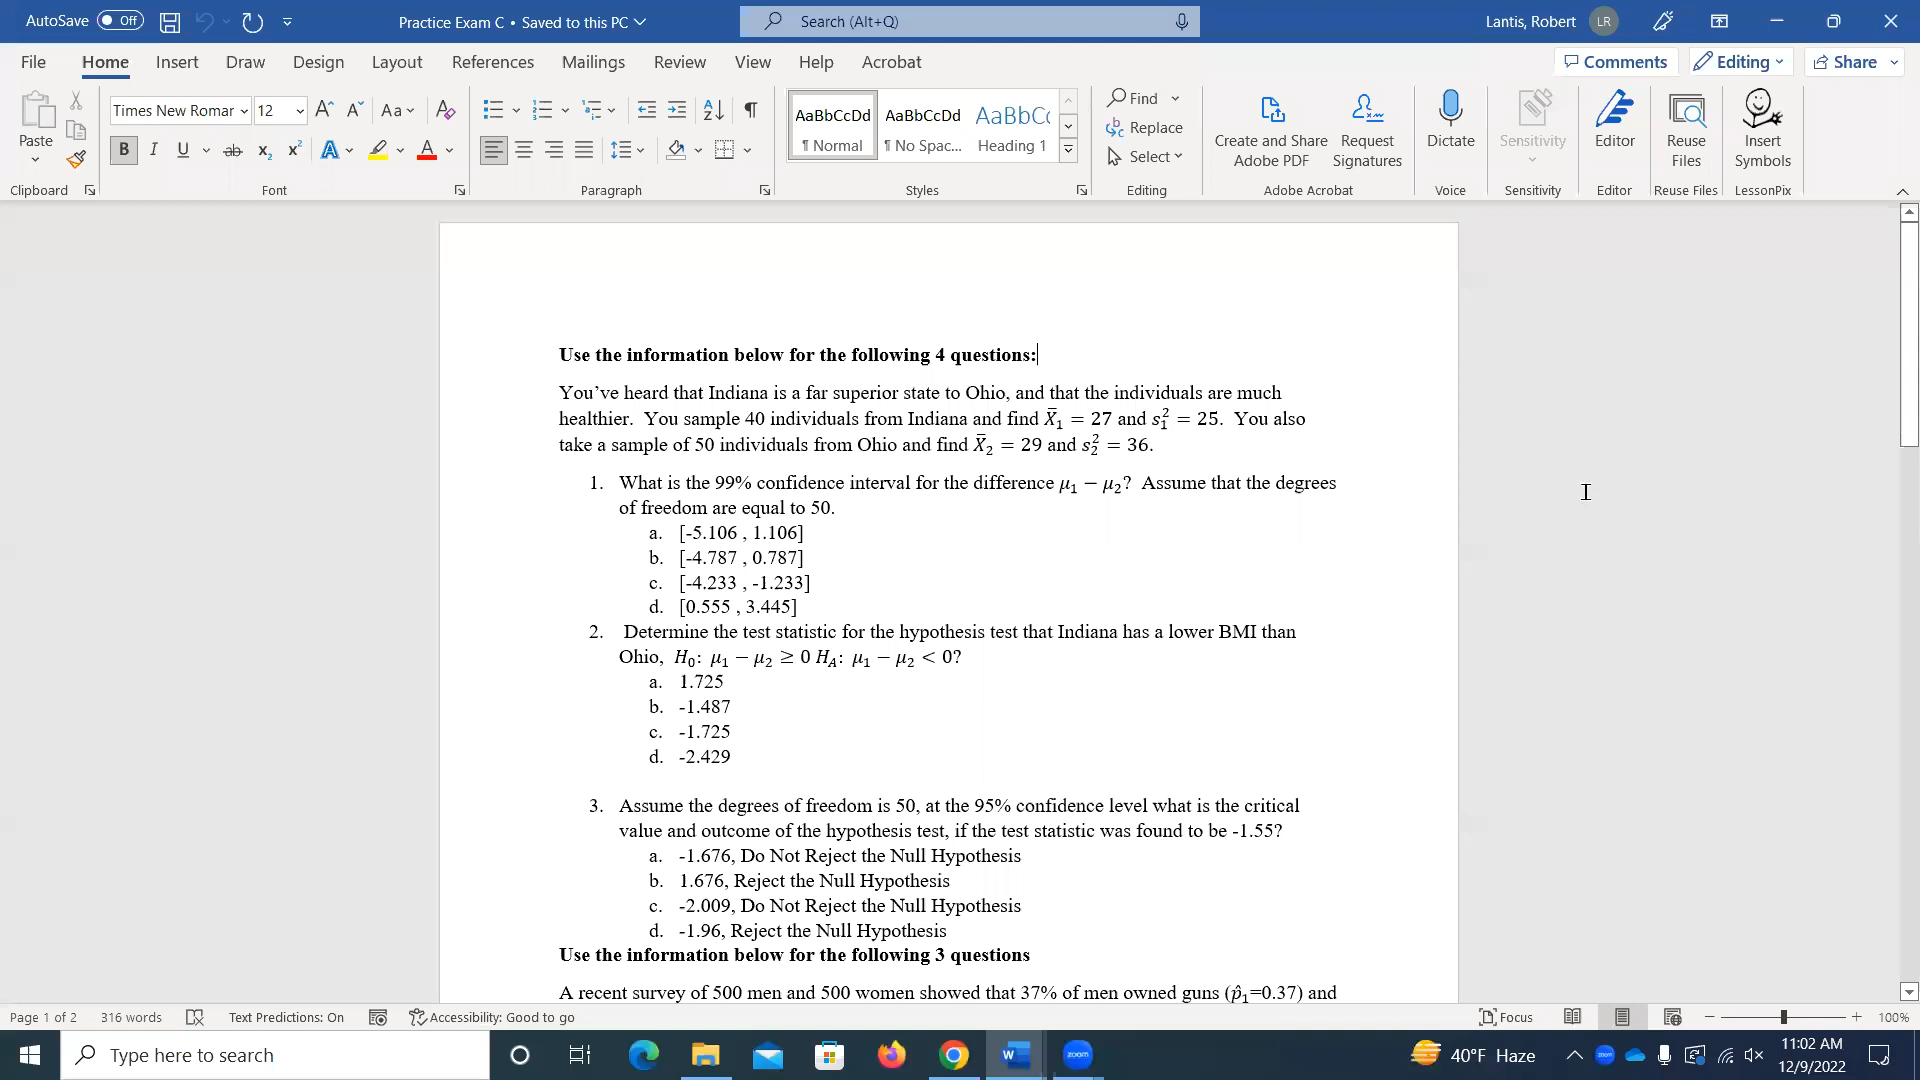 AutoSave Off Practice Exam C • Saved to this PC Search (Alt+Q) Lantis, Robert LR
File Home Insert Draw Design Layout References Mailings Review View Help Acrobat Comments Editing Share
Times New Romar 12 Aa
Paste
B I U ab x₂ x² A A
Clipboard Font Paragraph
AaBbCcDd AaBbCcDd AaBbCc
¶ Normal ¶ No Spac... Heading 1
Styles
Find
Replace
Select
Editing
Create and Share Adobe PDF
Request Signatures
Adobe Acrobat
Dictate
Voice
Sensitivity
Sensitivity
Editor
Editor
Reuse Files
Reuse Files
Insert Symbols
LessonPix
Use the information below for the following 4 questions:
You’ve heard that Indiana is a far superior state to Ohio, and that the individuals are much
healthier. You sample 40 individuals from Indiana and find X̄₁ = 27 and s₁² = 25. You also
take a sample of 50 individuals from Ohio and find X̄₂ = 29 and s₂² = 36.
1. What is the 99% confidence interval for the difference μ₁ − μ₂? Assume that the degrees
of freedom are equal to 50.
a. [-5.106 , 1.106]
b. [-4.787 , 0.787]
c. [-4.233 , -1.233]
d. [0.555 , 3.445]
2. Determine the test statistic for the hypothesis test that Indiana has a lower BMI than
Ohio, H₀: μ₁ − μ₂ ≥ 0 H_A: μ₁ − μ₂ < 0?
a. 1.725
b. -1.487
c. -1.725
d. -2.429
3. Assume the degrees of freedom is 50, at the 95% confidence level what is the critical
value and outcome of the hypothesis test, if the test statistic was found to be -1.55?
a. -1.676, Do Not Reject the Null Hypothesis
b. 1.676, Reject the Null Hypothesis
c. -2.009, Do Not Reject the Null Hypothesis
d. -1.96, Reject the Null Hypothesis
Use the information below for the following 3 questions
A recent survey of 500 men and 500 women showed that 37% of men owned guns (p̂₁=0.37) and
Page 1 of 2 316 words Text Predictions: On Accessibility: Good to go Focus 100%
Type here to search zoom 40°F Haze 11:02 AM
12/9/2022